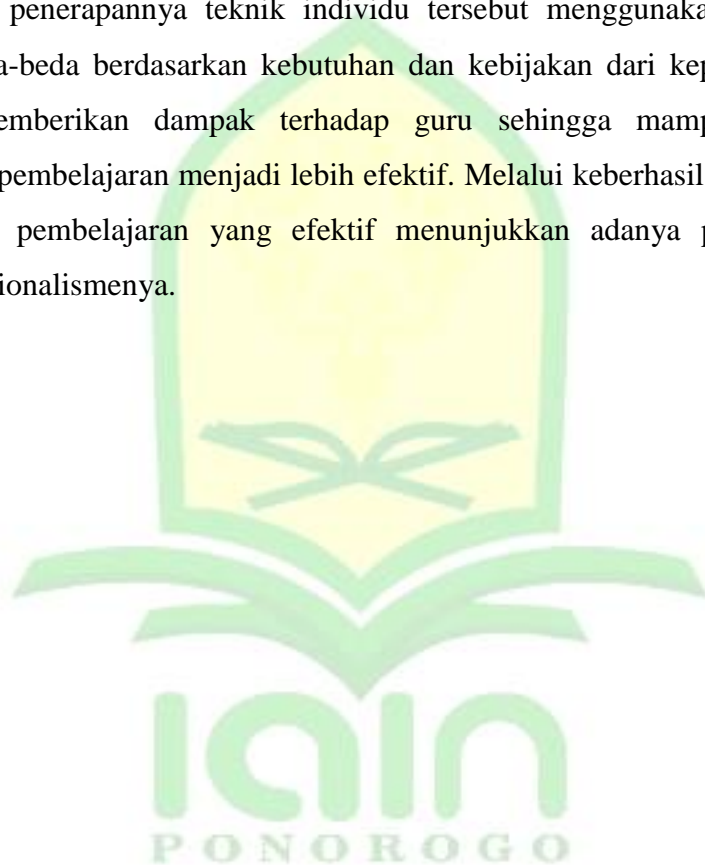 penerapannya teknik individu tersebut menggunaka
a-beda berdasarkan kebutuhan dan kebijakan dari kep
emberikan dampak terhadap guru sehingga mamp
pembelajaran menjadi lebih efektif. Melalui keberhasil
pembelajaran yang efektif menunjukkan adanya p
ionalismenya.
iain
PONOROGO